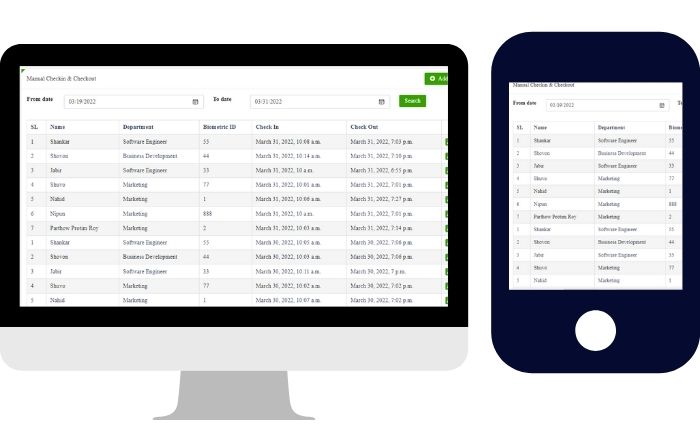 Manual Checkin & Checkout
Add
From date 03/19/2022 To date 03/31/2022 Search
SL Name Department Biometric ID Check In Check Out
1 Shankar Software Engineer 55 March 31, 2022, 10:08 a.m. March 31, 2022, 7:03 p.m.
2 Shovon Business Development 44 March 31, 2022, 10:14 a.m. March 31, 2022, 7:10 p.m.
3 Jabir Software Engineer 33 March 31, 2022, 10 a.m. March 31, 2022, 6:55 p.m.
4 Shuvo Marketing 77 March 31, 2022, 10:01 a.m. March 31, 2022, 7:01 p.m.
5 Nahid Marketing 1 March 31, 2022, 10:06 a.m. March 31, 2022, 7:27 p.m.
6 Nipun Marketing 888 March 31, 2022, 10 a.m. March 31, 2022, 7:01 p.m.
7 Parthow Protim Roy Marketing 2 March 31, 2022, 10:03 a.m. March 31, 2022, 7:34 p.m.
1 Shankar Software Engineer 55 March 30, 2022, 10:05 a.m. March 30, 2022, 7:06 p.m.
2 Shovon Business Development 44 March 30, 2022, 10:03 a.m. March 30, 2022, 7:06 p.m.
3 Jabir Software Engineer 33 March 30, 2022, 10:11 a.m. March 30, 2022, 7 p.m.
4 Shuvo Marketing 77 March 30, 2022, 10:02 a.m. March 30, 2022, 7:02 p.m.
5 Nahid Marketing 1 March 30, 2022, 10:07 a.m. March 30, 2022, 7:02 p.m.
Manual Checkin & Checkout
From date 03/19/2022 To
SL Name Department Biome
1 Shankar Software Engineer 55
2 Shovon Business Development 44
3 Jabir Software Engineer 33
4 Shuvo Marketing 77
5 Nahid Marketing 1
6 Nipun Marketing 888
7 Parthow Protim Roy Marketing 2
1 Shankar Software Engineer 55
2 Shovon Business Development 44
3 Jabir Software Engineer 33
4 Shuvo Marketing 77
5 Nahid Marketing 1